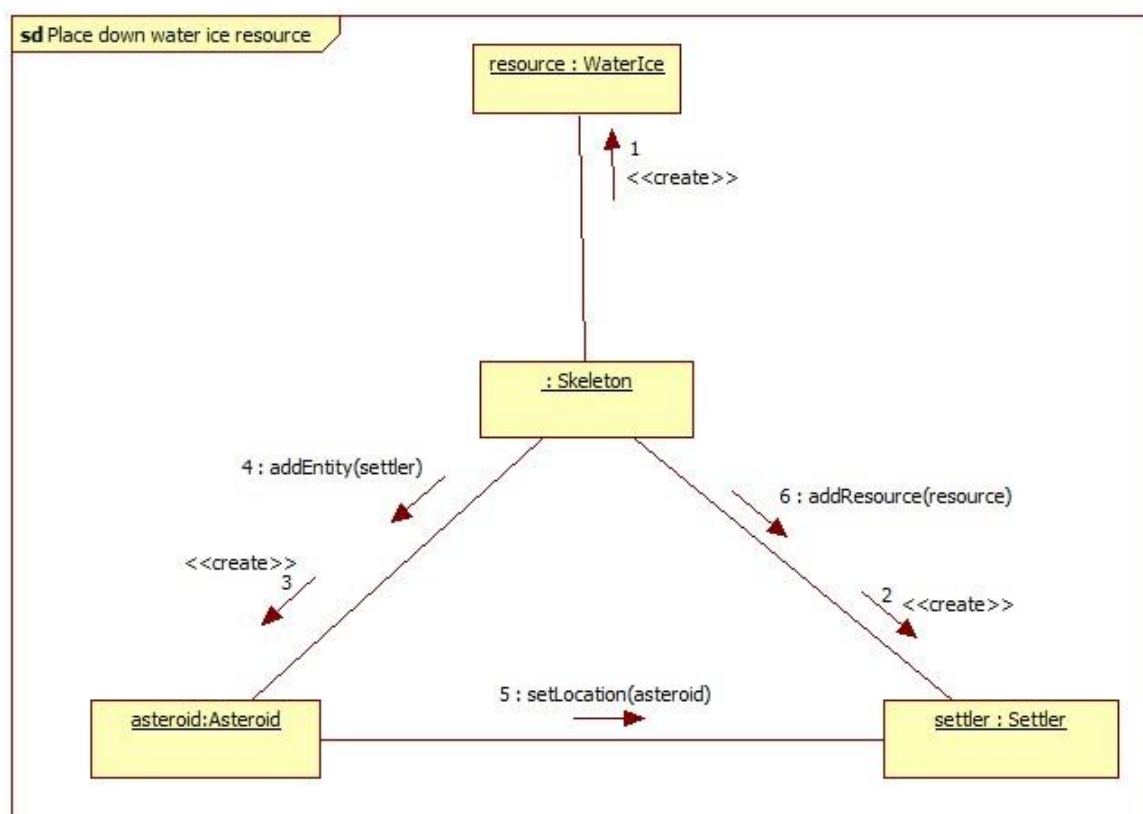 sd Place down water ice resource
resource : WaterIce
1
<<create>>
: Skeleton
4 : addEntity(settler)
6 : addResource(resource)
<<create>>
3
2
<<create>>
5 : setLocation(asteroid)
asteroid:Asteroid
settler : Settler